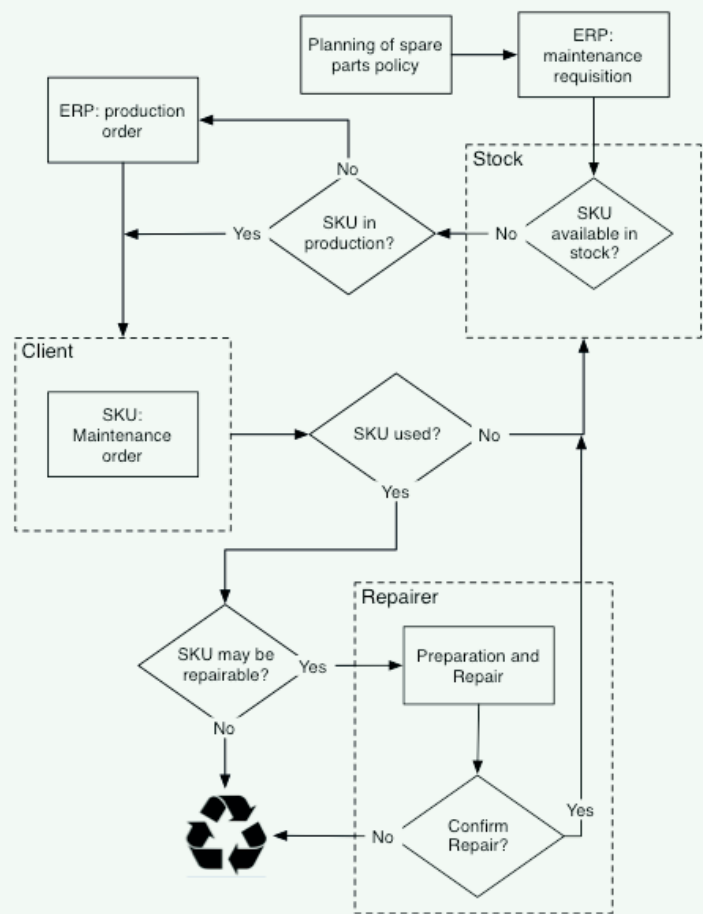 Planning of spare
parts policy
ERP:
maintenance
requisition
ERP: production
order
Stock
No
SKU in
production?
Yes
No
SKU
available in
stock?
Client
SKU:
Maintenance
order
SKU used?
No
Yes
Repairer
SKU may be
repairable?
Yes
Preparation and
Repair
No
Yes
No
Confirm
Repair?